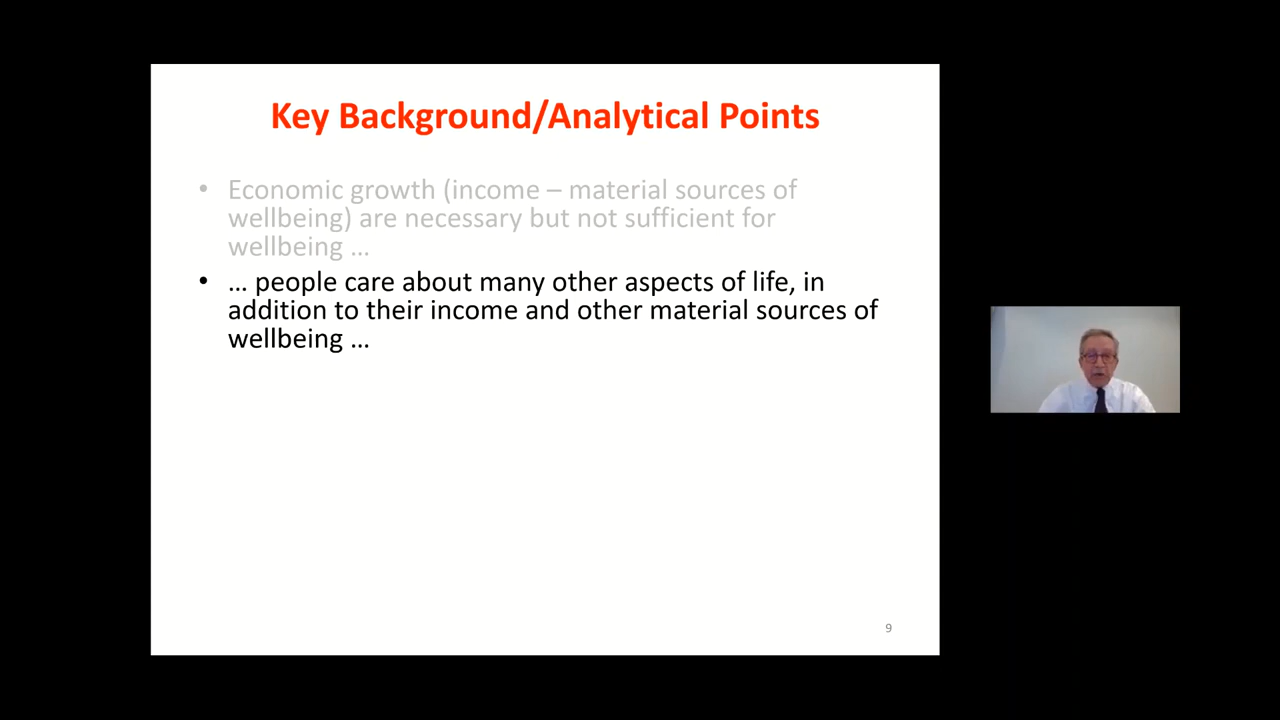 Key Background/Analytical Points
• Economic growth (income – material sources of
wellbeing) are necessary but not sufficient for
wellbeing …
• … people care about many other aspects of life, in
addition to their income and other material sources of
wellbeing …
9